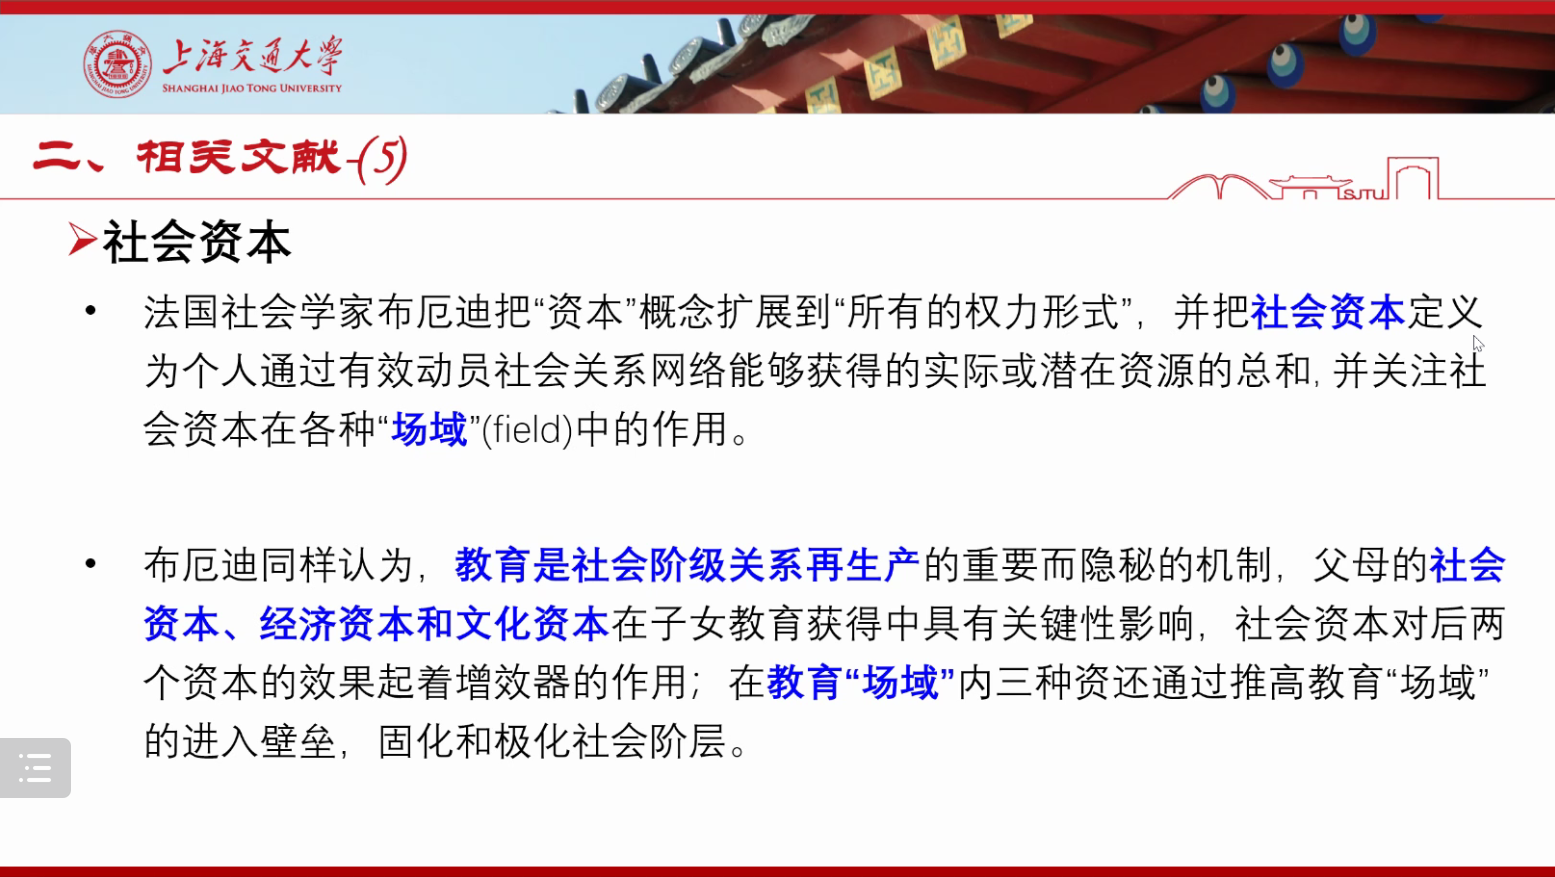 上海交通大学
SHANGHAI JIAO TONG UNIVERSITY
二、相关文献-(5)
SJTU
社会资本
• 法国社会学家布厄迪把“资本”概念扩展到“所有的权力形式”，并把社会资本定义
为个人通过有效动员社会关系网络能够获得的实际或潜在资源的总和, 并关注社
会资本在各种“场域”(field)中的作用。
• 布厄迪同样认为，教育是社会阶级关系再生产的重要而隐秘的机制，父母的社会
资本、经济资本和文化资本在子女教育获得中具有关键性影响，社会资本对后两
个资本的效果起着增效器的作用；在教育“场域”内三种资还通过推高教育“场域”
的进入壁垒，固化和极化社会阶层。